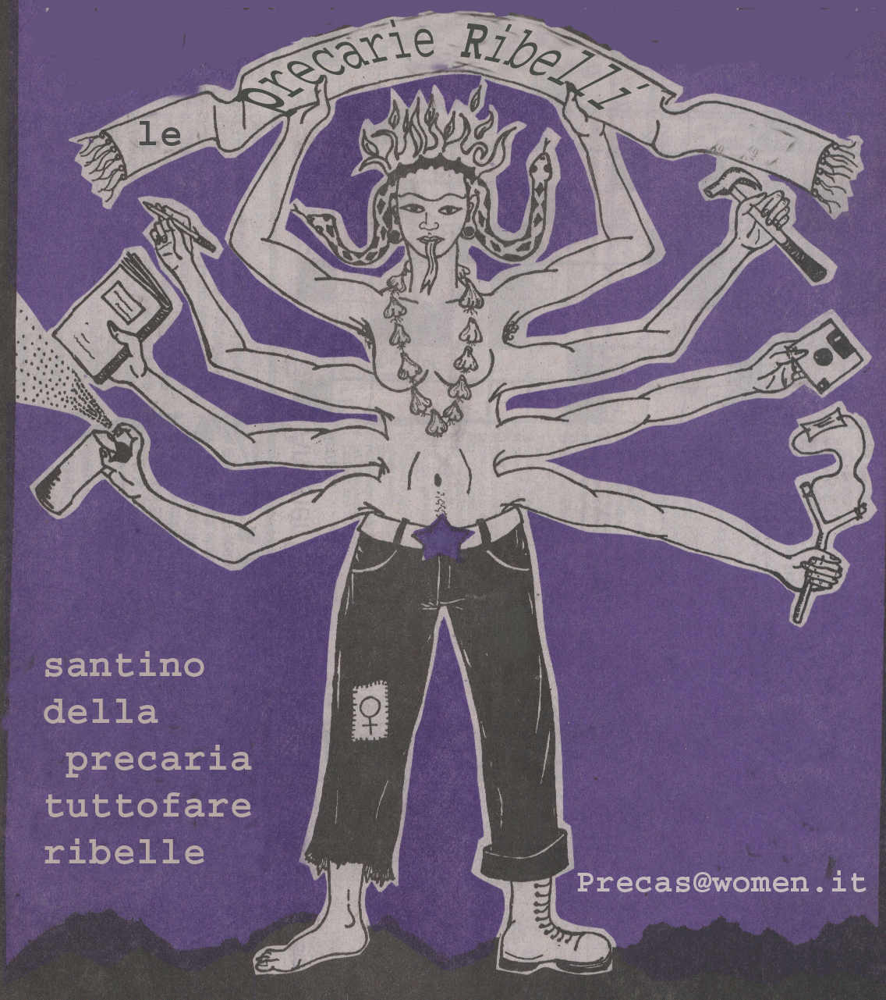 le precarie Ribelli
santino
della
precaria
tuttofare
ribelle
Precas@women.it